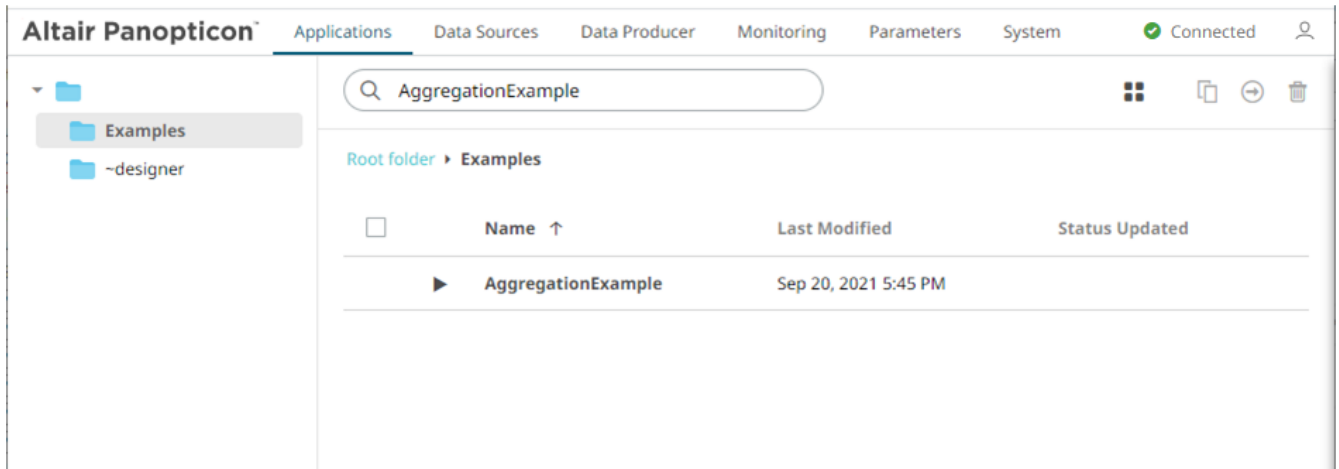 Altair Panopticon™ Applications Data Sources Data Producer Monitoring Parameters System Connected
AggregationExample
Examples
~designer
Root folder Examples
Name ↑ Last Modified Status Updated
AggregationExample Sep 20, 2021 5:45 PM